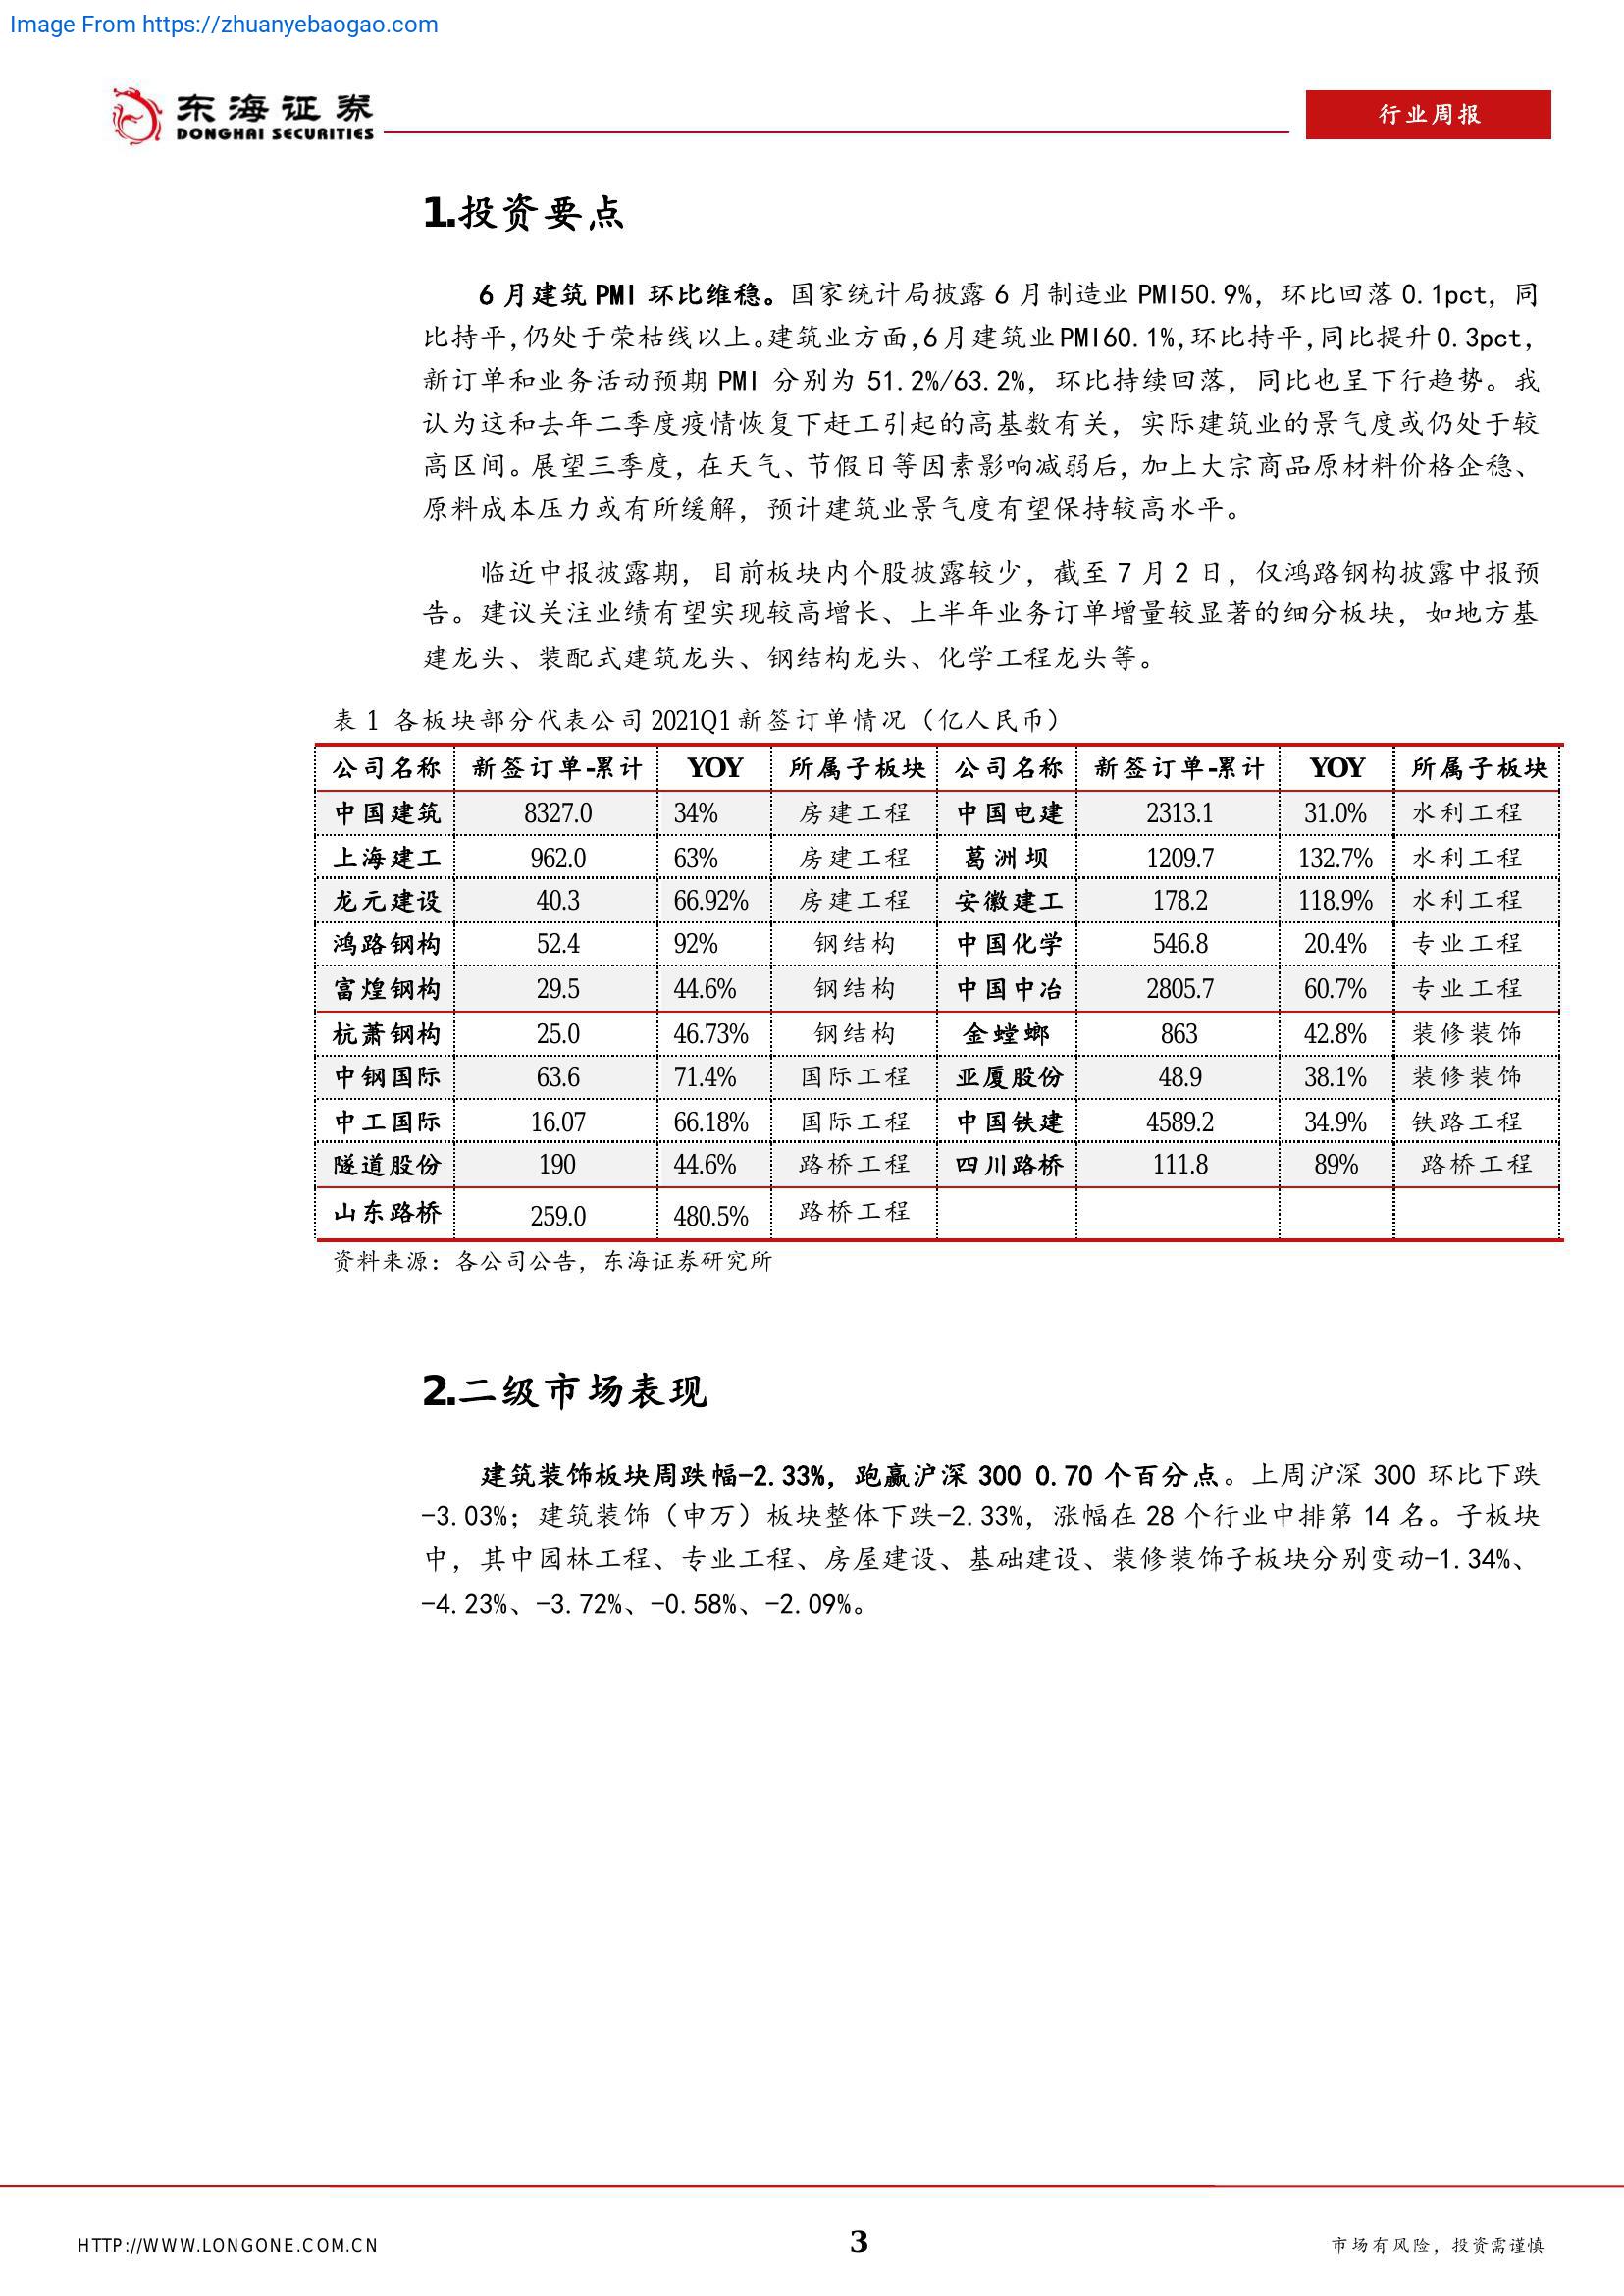 Image From https://zhuanyebaogao.com
东海证券
DONGHAI SECURITIES
行业周报
1.投资要点
6 月建筑 PMI 环比维稳。国家统计局披露 6 月制造业 PMI50.9%，环比回落 0.1pct，同
比持平,仍处于荣枯线以上。建筑业方面,6 月建筑业PMI60.1%,环比持平,同比提升0.3pct，
新订单和业务活动预期 PMI 分别为 51.2%/63.2%，环比持续回落，同比也呈下行趋势。我
认为这和去年二季度疫情恢复下赶工引起的高基数有关，实际建筑业的景气度或仍处于较
高区间。展望三季度，在天气、节假日等因素影响减弱后，加上大宗商品原材料价格企稳、
原料成本压力或有所缓解，预计建筑业景气度有望保持较高水平。
临近中报披露期，目前板块内个股披露较少，截至 7 月 2 日，仅鸿路钢构披露中报预
告。建议关注业绩有望实现较高增长、上半年业务订单增量较显著的细分板块，如地方基
建龙头、装配式建筑龙头、钢结构龙头、化学工程龙头等。
表 1 各板块部分代表公司 2021Q1 新签订单情况（亿人民币）
公司名称 新签订单-累计 YOY 所属子板块 公司名称 新签订单-累计 YOY 所属子板块
中国建筑 8327.0 34% 房建工程 中国电建 2313.1 31.0% 水利工程
上海建工 962.0 63% 房建工程 葛洲坝 1209.7 132.7% 水利工程
龙元建设 40.3 66.92% 房建工程 安徽建工 178.2 118.9% 水利工程
鸿路钢构 52.4 92% 钢结构 中国化学 546.8 20.4% 专业工程
富煌钢构 29.5 44.6% 钢结构 中国中冶 2805.7 60.7% 专业工程
杭萧钢构 25.0 46.73% 钢结构 金螳螂 863 42.8% 装修装饰
中钢国际 63.6 71.4% 国际工程 亚厦股份 48.9 38.1% 装修装饰
中工国际 16.07 66.18% 国际工程 中国铁建 4589.2 34.9% 铁路工程
隧道股份 190 44.6% 路桥工程 四川路桥 111.8 89% 路桥工程
山东路桥 259.0 480.5% 路桥工程
资料来源：各公司公告，东海证券研究所
2.二级市场表现
建筑装饰板块周跌幅-2.33%，跑赢沪深 300 0.70 个百分点。上周沪深 300 环比下跌
-3.03%；建筑装饰（申万）板块整体下跌-2.33%，涨幅在 28 个行业中排第 14 名。子板块
中，其中园林工程、专业工程、房屋建设、基础建设、装修装饰子板块分别变动-1.34%、
-4.23%、-3.72%、-0.58%、-2.09%。
HTTP://WWW.LONGONE.COM.CN
3
市场有风险，投资需谨慎